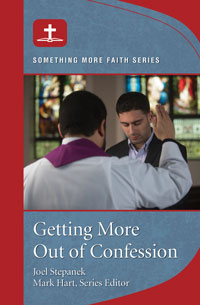 SOMETHING MORE FAITH SERIES
Getting More
Out of Confession
Joel Stepanek
Mark Hart, Series Editor